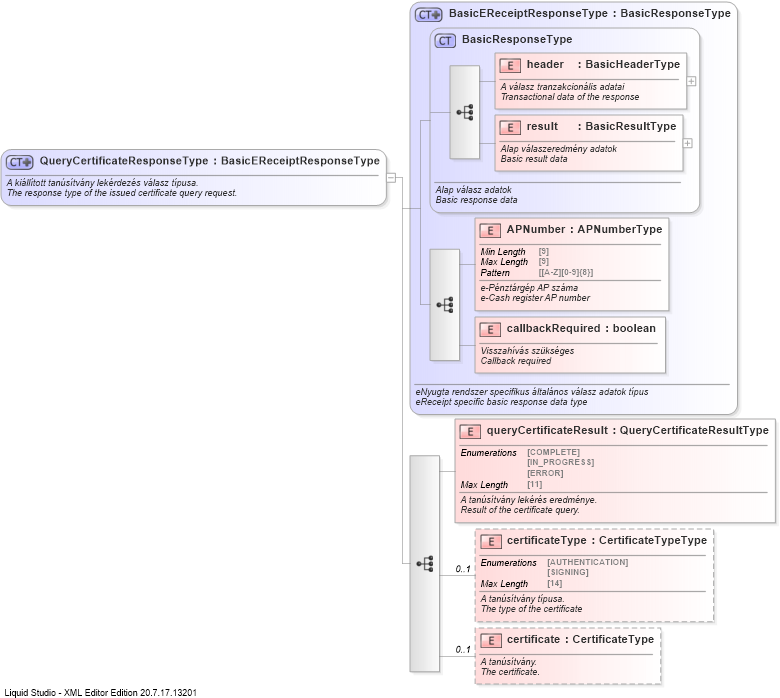 CT BasicEReceiptResponseType : BasicResponseType
CT BasicResponseType
E header : BasicHeaderType
A válasz tranzakcionális adatai
Transactional data of the response
E result : BasicResultType
Alap válaszeredmény adatok
Basic result data
Alap válasz adatok
Basic response data
CT QueryCertificateResponseType : BasicEReceiptResponseType
A kiállított tanúsítvány lekérdezés válasz típusa.
The response type of the issued certificate query request.
E APNumber : APNumberType
Min Length [9]
Max Length [9]
Pattern [[A-Z][0-9]{8}]
e-Pénztárgép AP száma
e-Cash register AP number
E callbackRequired : boolean
Visszahívás szükséges
Callback required
eNyugta rendszer specifikus általános válasz adatok típus
eReceipt specific basic response data type
E queryCertificateResult : QueryCertificateResultType
Enumerations [COMPLETE]
[IN_PROGRESS]
[ERROR]
Max Length [11]
A tanúsítvány lekérés eredménye.
Result of the certificate query.
0..1
E certificateType : CertificateTypeType
Enumerations [AUTHENTICATION]
[SIGNING]
Max Length [14]
A tanúsítvány típusa.
The type of the certificate
0..1
E certificate : CertificateType
A tanúsítvány.
The certificate.
Liquid Studio - XML Editor Edition 20.7.17.13201